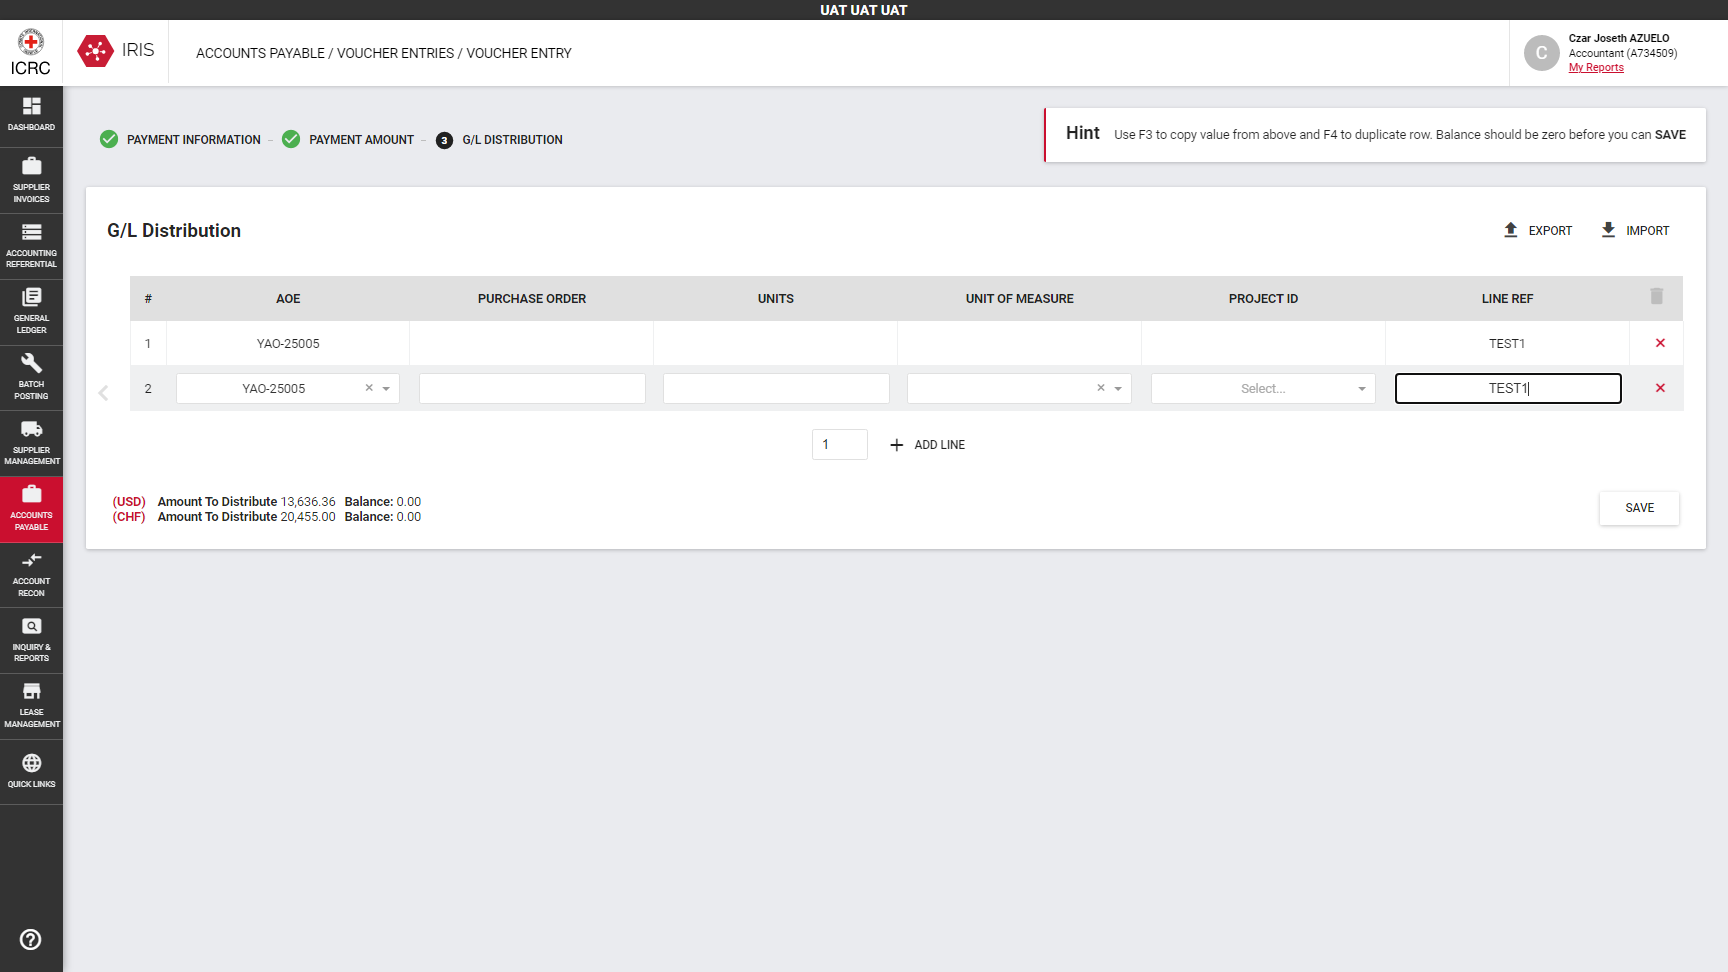 UAT UAT UAT
ICRC
IRIS
ACCOUNTS PAYABLE / VOUCHER ENTRIES / VOUCHER ENTRY
C
Czar Joseth AZUELO
Accountant (A734509)
My Reports
DASHBOARD
SUPPLIER
INVOICES
ACCOUNTING
REFERENTIAL
GENERAL
LEDGER
BATCH
POSTING
SUPPLIER
MANAGEMENT
ACCOUNTS
PAYABLE
ACCOUNT
RECON
INQUIRY &
REPORTS
LEASE
MANAGEMENT
QUICK LINKS
PAYMENT INFORMATION – PAYMENT AMOUNT – 3 G/L DISTRIBUTION
Hint Use F3 to copy value from above and F4 to duplicate row. Balance should be zero before you can SAVE
G/L Distribution
EXPORT IMPORT
# AOE PURCHASE ORDER UNITS UNIT OF MEASURE PROJECT ID LINE REF
1 YAO-25005 TEST1
2 YAO-25005 Select... TEST1
1 ADD LINE
(USD) Amount To Distribute 13,636.36 Balance: 0.00
(CHF) Amount To Distribute 20,455.00 Balance: 0.00
SAVE